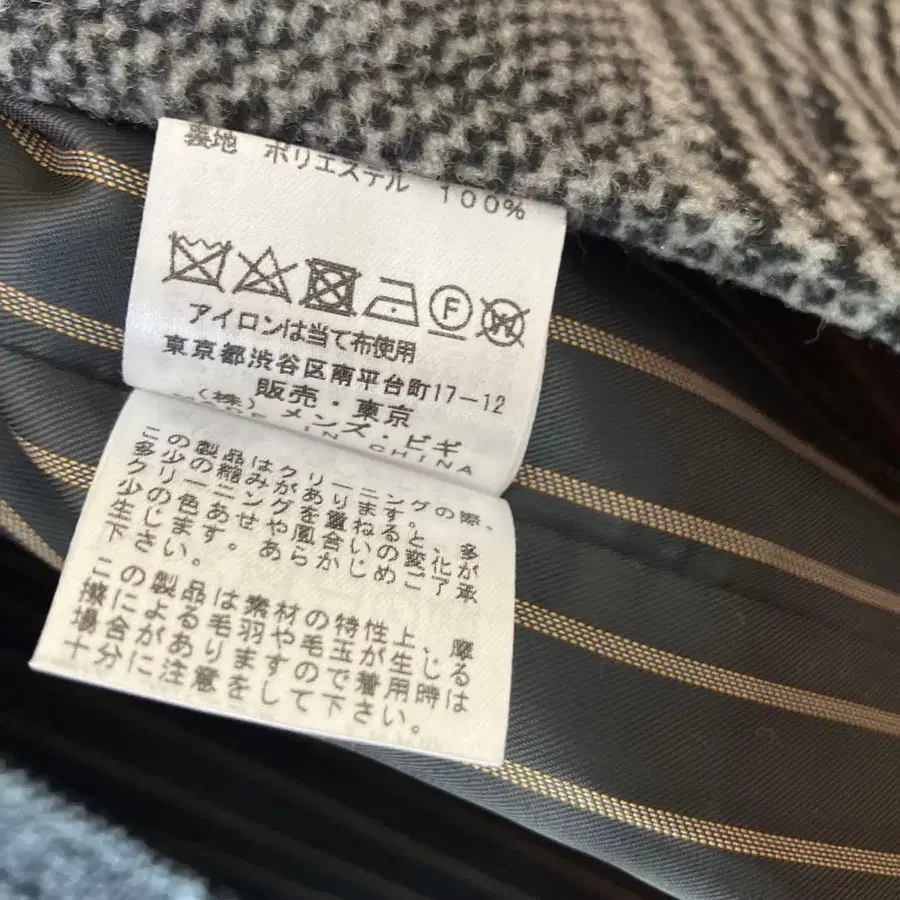 裏地 ポリエステル 100%
F W
アイロンは当て布使用
東京都渋谷区南平台町17-12
販売・東京
(株)メンズ・ビギ
MADE IN CHINA
この製品はクリーニングの際、
多少の縮みがあります。多
クリーニングを重ねると、多が
少の色あせや風合いの変化了
生じます。あらかじめご承
下さい。
この製品は素材の特性上、摩
擦により毛羽や毛玉が生じる
場合がありますので着用時は
十分に注意をして下さい。